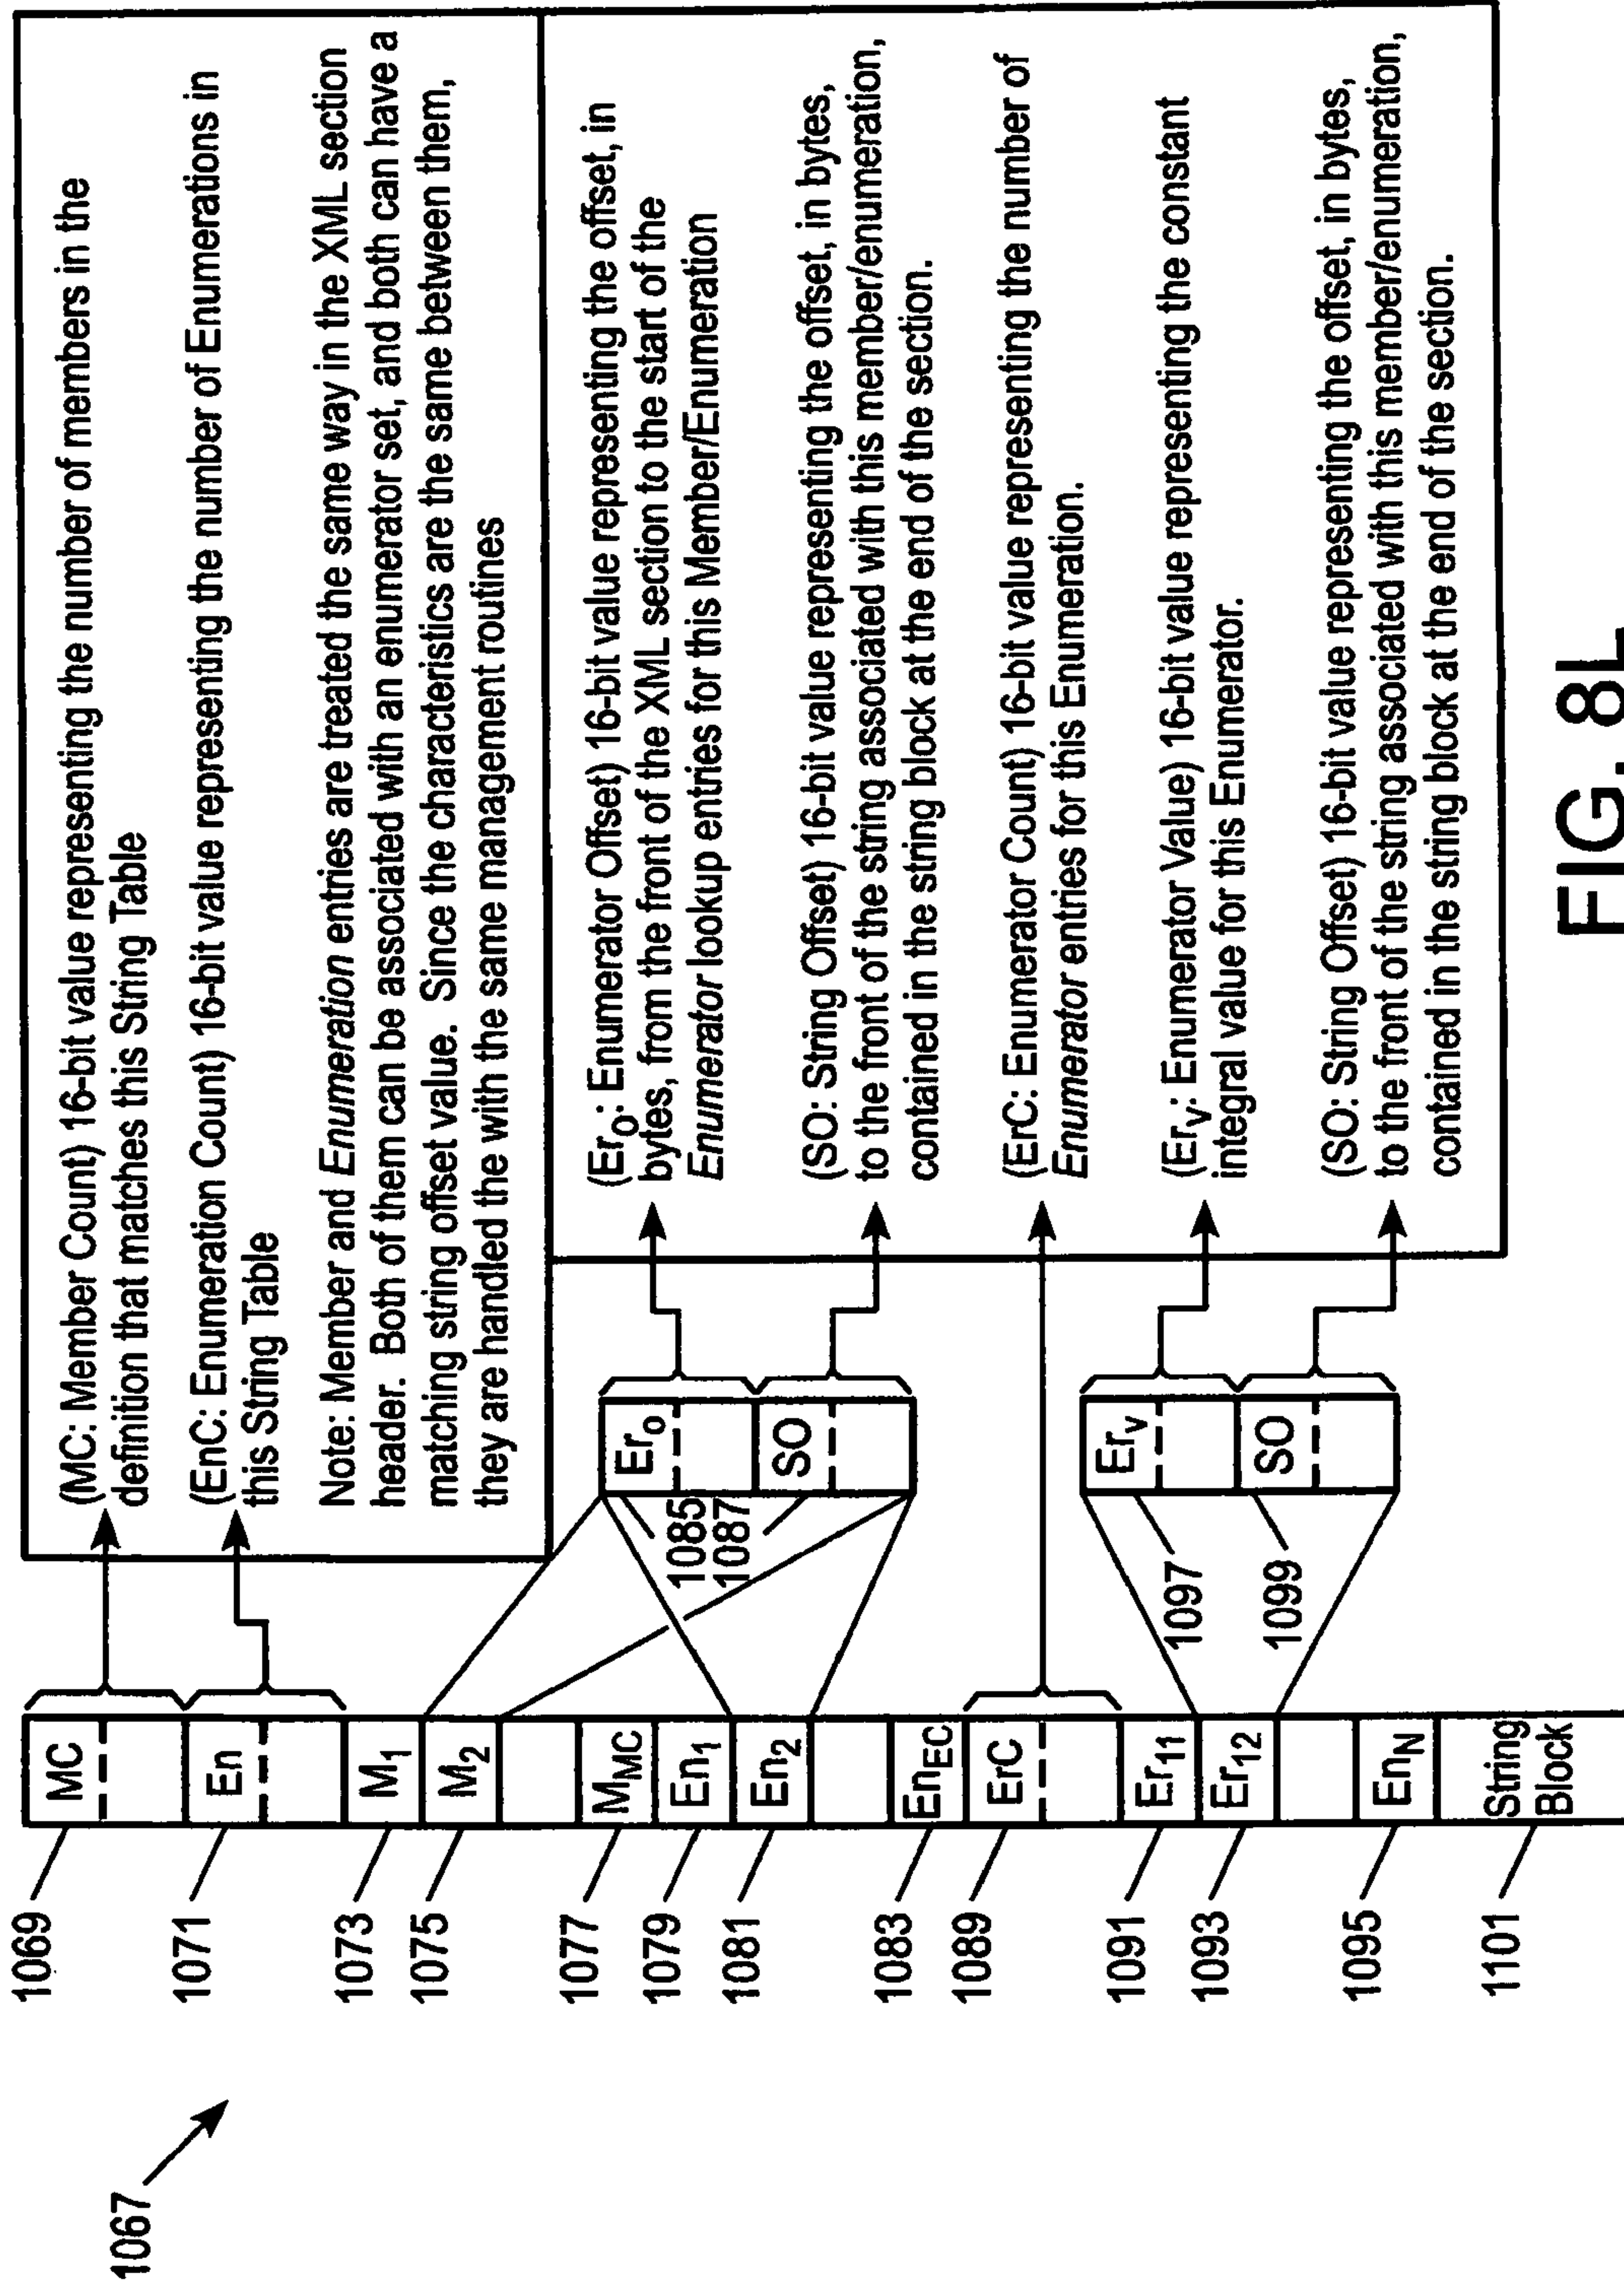 1067
1069
1071
1073
1075
1077
1079
1081
1083
1089
1091
1093
1095
1101
MC
En
M1
M2
MMC
En1
En2
EnEC
ErC
Er11
Er12
EnN
String
Block
1085
1087
1097
1099
ErO
SO
ErV
SO
(MC: Member Count) 16-bit value representing the number of members in the
definition that matches this String Table
(EnC: Enumeration Count) 16-bit value representing the number of Enumerations in
this String Table
Note: Member and Enumeration entries are treated the same way in the XML section
header. Both of them can be associated with an enumerator set, and both can have a
matching string offset value. Since the characteristics are the same between them,
they are handled the with the same management routines
(ErO: Enumerator Offset) 16-bit value representing the offset, in
bytes, from the front of the XML section to the start of the
Enumerator lookup entries for this Member/Enumeration
(SO: String Offset) 16-bit value representing the offset, in bytes,
to the front of the string associated with this member/enumeration,
contained in the string block at the end of the section.
(ErC: Enumerator Count) 16-bit value representing the number of
Enumerator entries for this Enumeration.
(ErV: Enumerator Value) 16-bit value representing the constant
integral value for this Enumerator.
(SO: String Offset) 16-bit value representing the offset, in bytes,
to the front of the string associated with this member/enumeration,
contained in the string block at the end of the section.
FIG. 8L